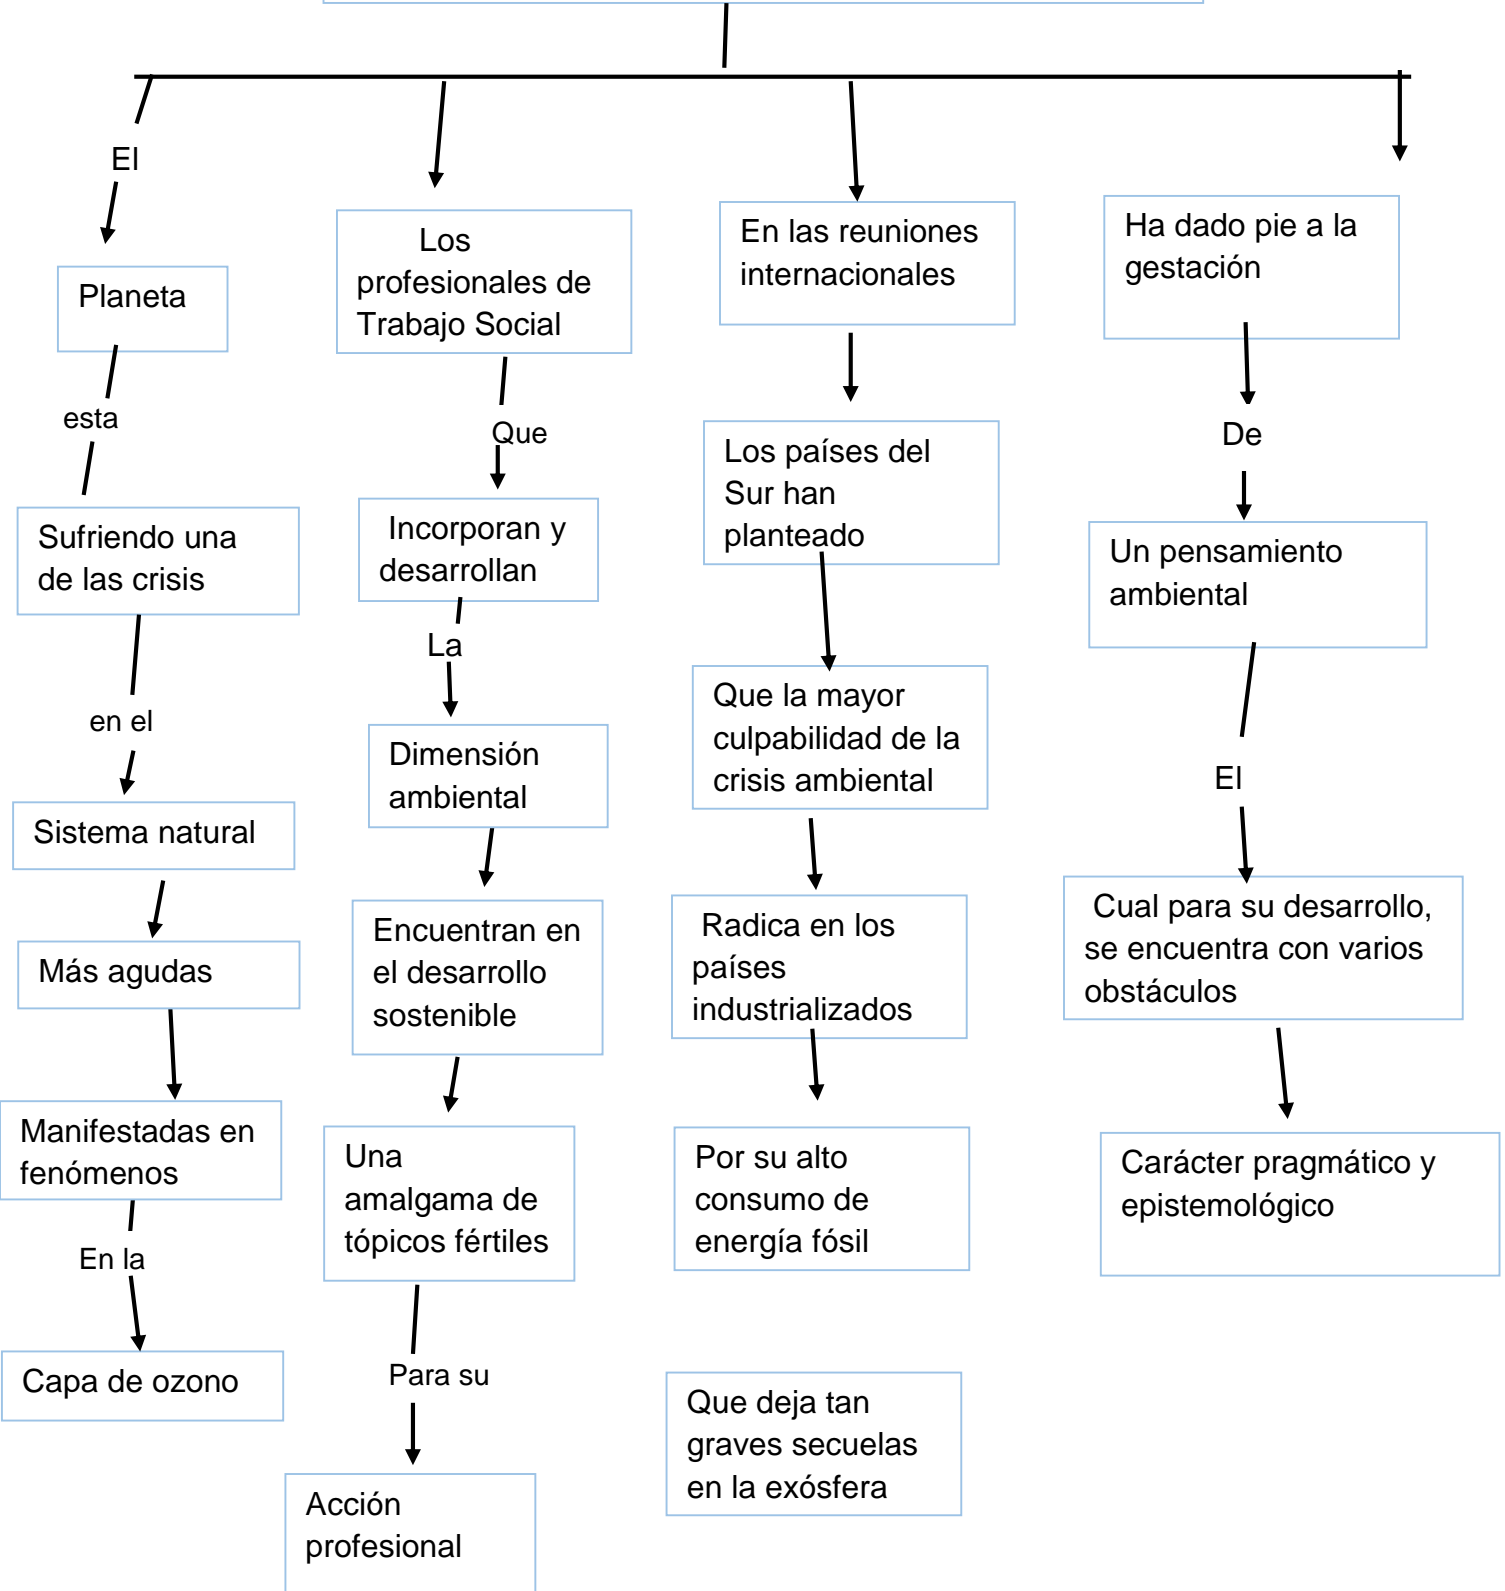 El
Planeta
esta
Sufriendo una
de las crisis
en el
Sistema natural
Más agudas
Manifestadas en
fenómenos
En la
Capa de ozono
Los
profesionales de
Trabajo Social
Que
Incorporan y
desarrollan
La
Dimensión
ambiental
Encuentran en
el desarrollo
sostenible
Una
amalgama de
tópicos fértiles
Para su
Acción
profesional
En las reuniones
internacionales
Los países del
Sur han
planteado
Que la mayor
culpabilidad de la
crisis ambiental
Radica en los
países
industrializados
Por su alto
consumo de
energía fósil
Que deja tan
graves secuelas
en la exósfera
Ha dado pie a la
gestación
De
Un pensamiento
ambiental
El
Cual para su desarrollo,
se encuentra con varios
obstáculos
Carácter pragmático y
epistemológico